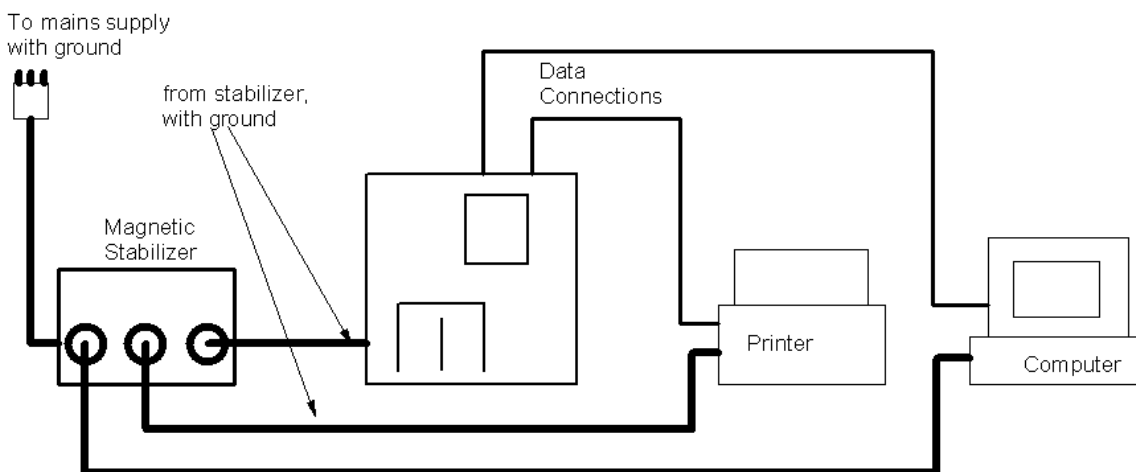 To mains supply
with ground
from stabilizer,
with ground
Data
Connections
Magnetic
Stabilizer
Printer
Computer